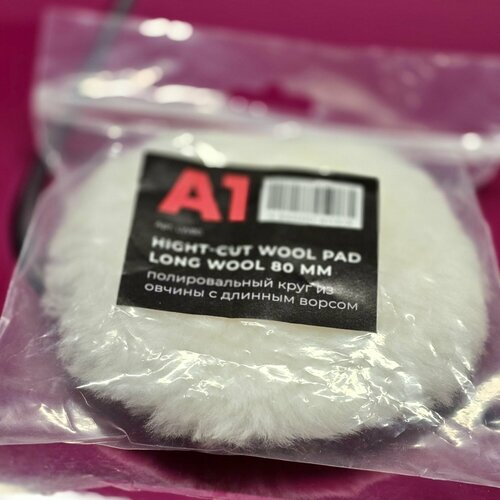 A1
HIGHT-CUT WOOL PAD
LONG WOOL 80 MM
полировальный круг из
овчины с длинным ворсом